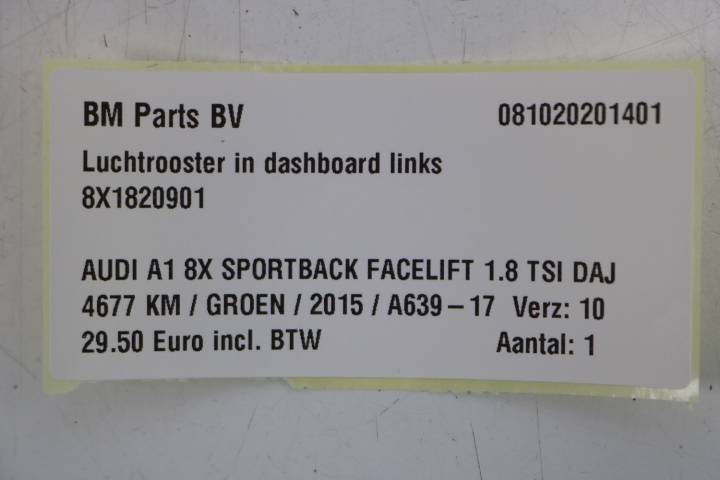 BM Parts BV 081020201401
Luchtrooster in dashboard links
8X1820901
AUDI A1 8X SPORTBACK FACELIFT 1.8 TSI DAJ
4677 KM / GROEN / 2015 / A639-17 Verz: 10
29.50 Euro incl. BTW Aantal: 1